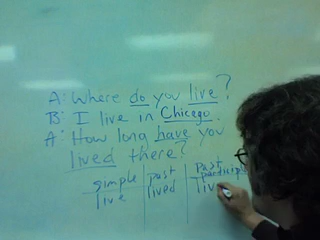 A: Where do you live?
B: I live in Chicago.
A: How long have you
lived there?
simple past past participle
live lived liv